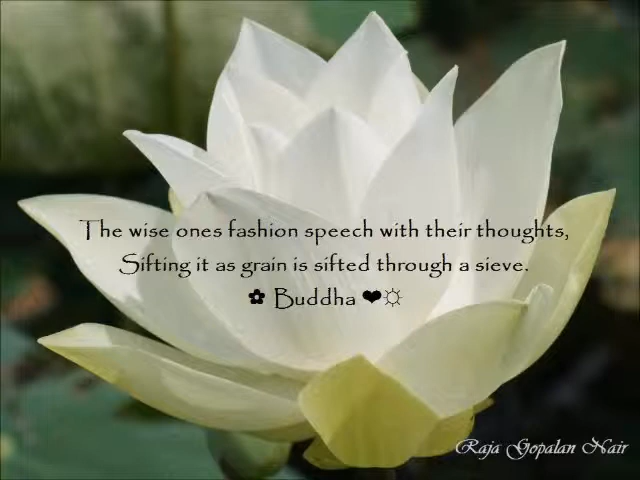 The wise ones fashion speech with their thoughts,
Sifting it as grain is sifted through a sieve.
✿ Buddha ❤☼
Raja Gopalan Nair